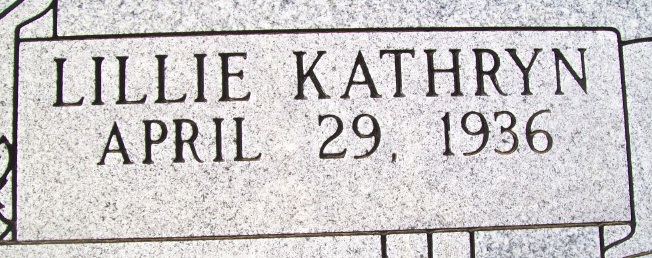 LILLIE KATHRYN
APRIL 29, 1936